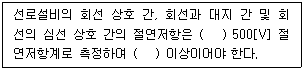 선로설비의 회선 상호 간, 회선과 대지 간 및 회
선의 심선 상호 간의 절연저항은 (　) 500[V] 절
연저항계로 측정하여 (　) 이상이어야 한다.